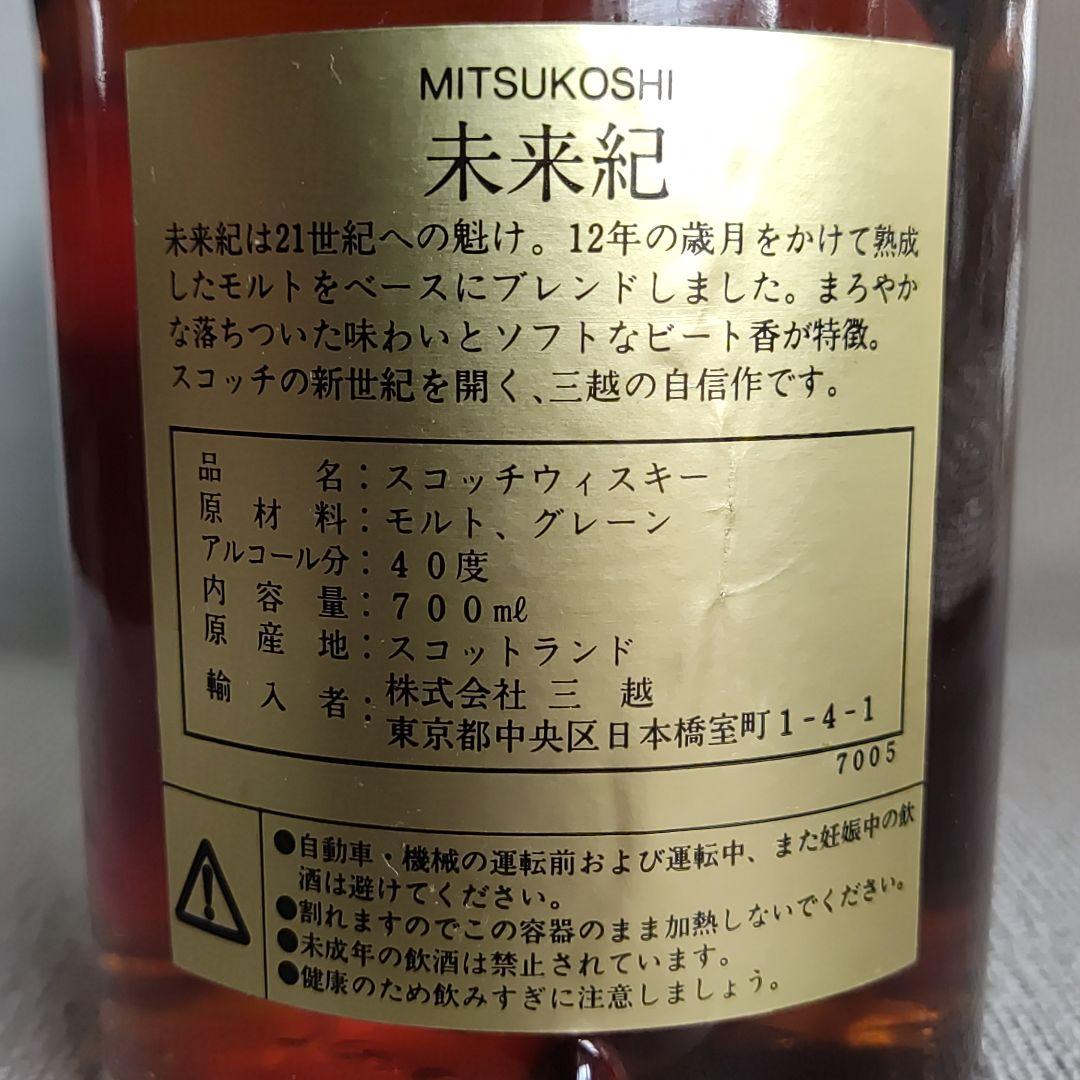 MITSUKOSHI
未来紀
未来紀は21世紀への魁け。12年の歳月をかけて熟成
したモルトをベースにブレンドしました。まろやか
な落ちついた味わいとソフトなピート香が特徴。
スコッチの新世紀を開く、三越の自信作です。
品名：スコッチウィスキー
原材料：モルト、グレーン
アルコール分：40度
内容量：700㎖
原産地：スコットランド
輸入者：株式会社 三越
東京都中央区日本橋室町1-4-1
7005
●自動車・機械の運転前および運転中、また妊娠中の飲
酒は避けてください。
●割れますのでこの容器のまま加熱しないでください。
●未成年の飲酒は禁止されています。
●健康のため飲みすぎに注意しましょう。